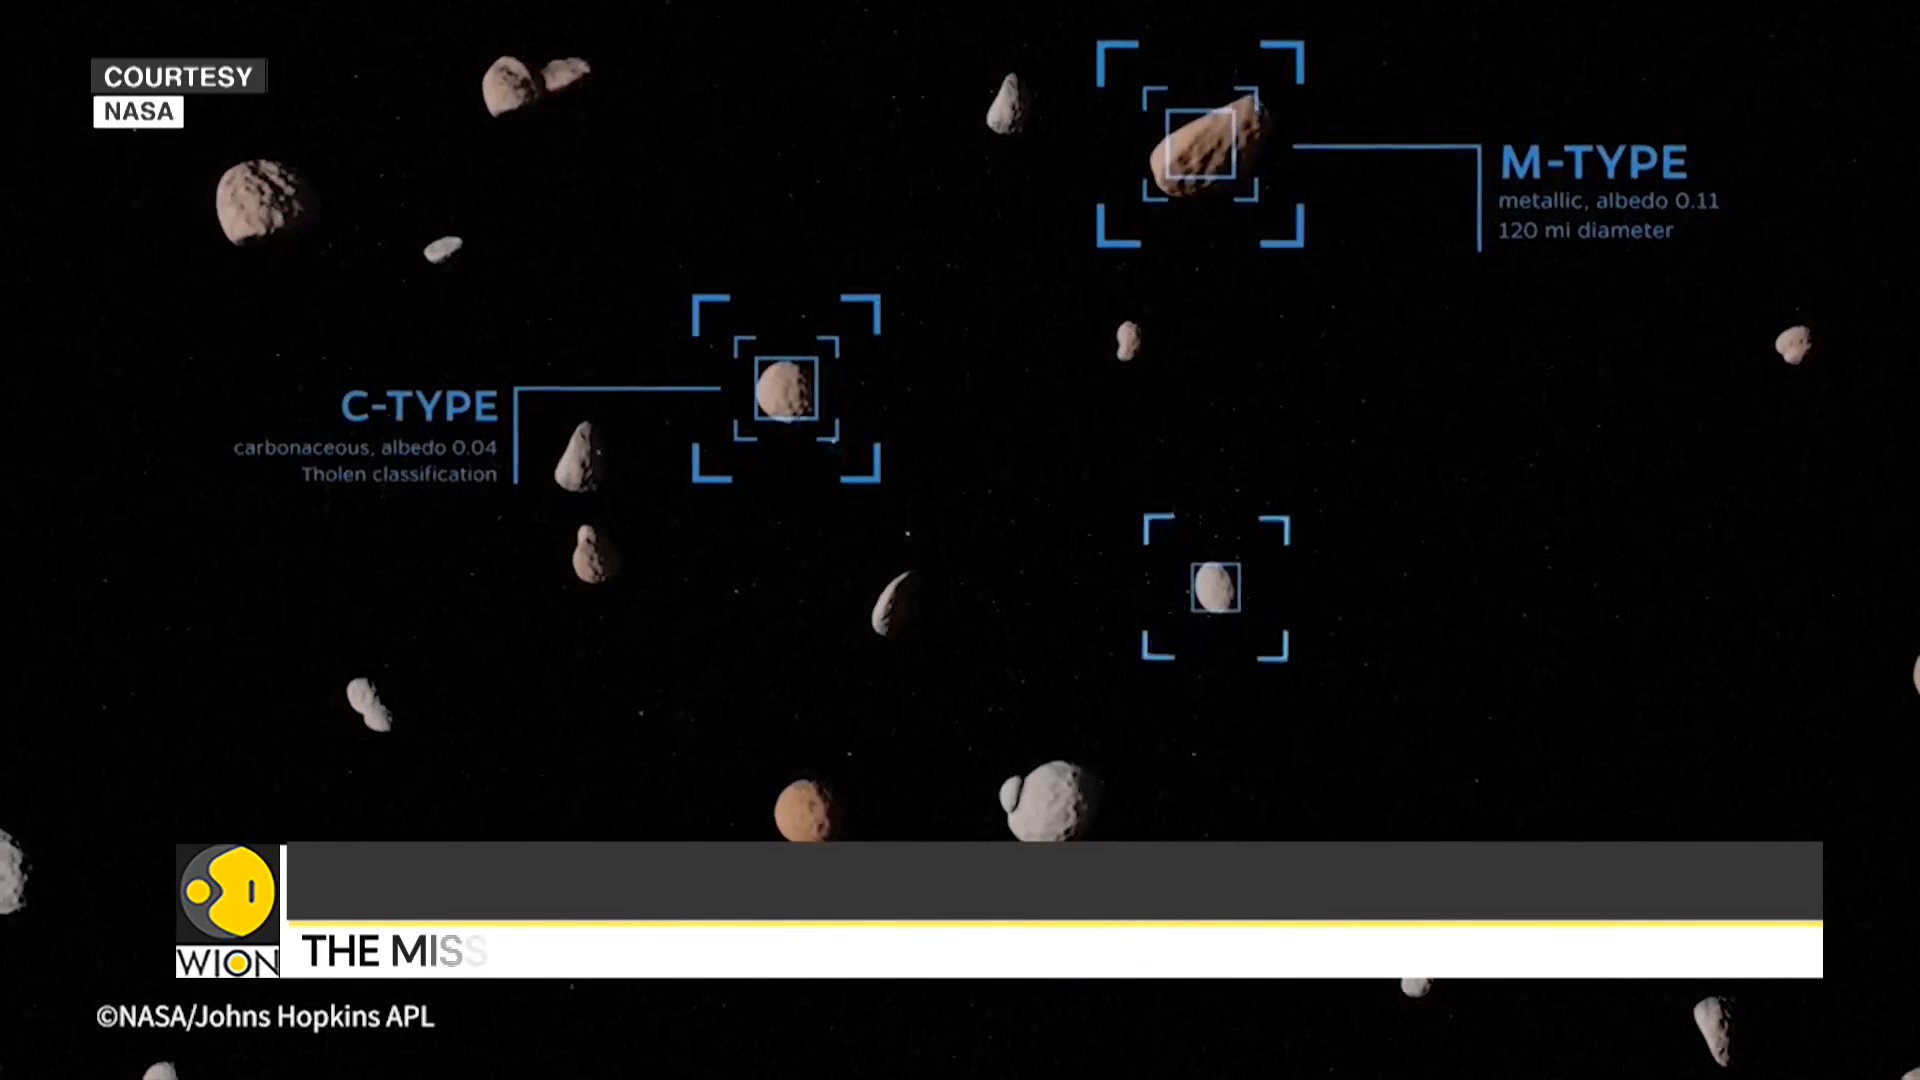 COURTESY
NASA
M-TYPE
metallic, albedo 0.11
120 mi diameter
C-TYPE
carbonaceous, albedo 0.04
Tholen classification
THE MISS
WION
©NASA/Johns Hopkins APL